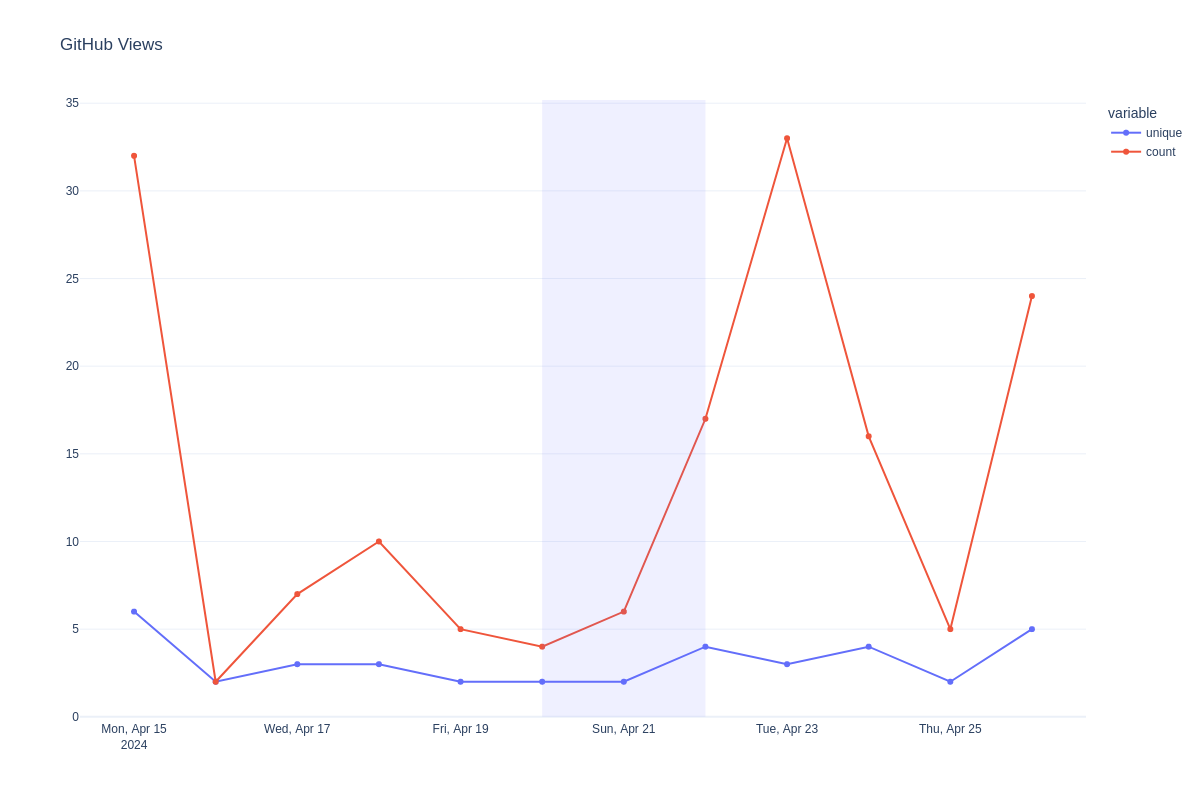 GitHub Views
35
30
25
20
15
10
5
0
Mon, Apr 15
2024
Wed, Apr 17
Fri, Apr 19
Sun, Apr 21
Tue, Apr 23
Thu, Apr 25
variable
unique
count